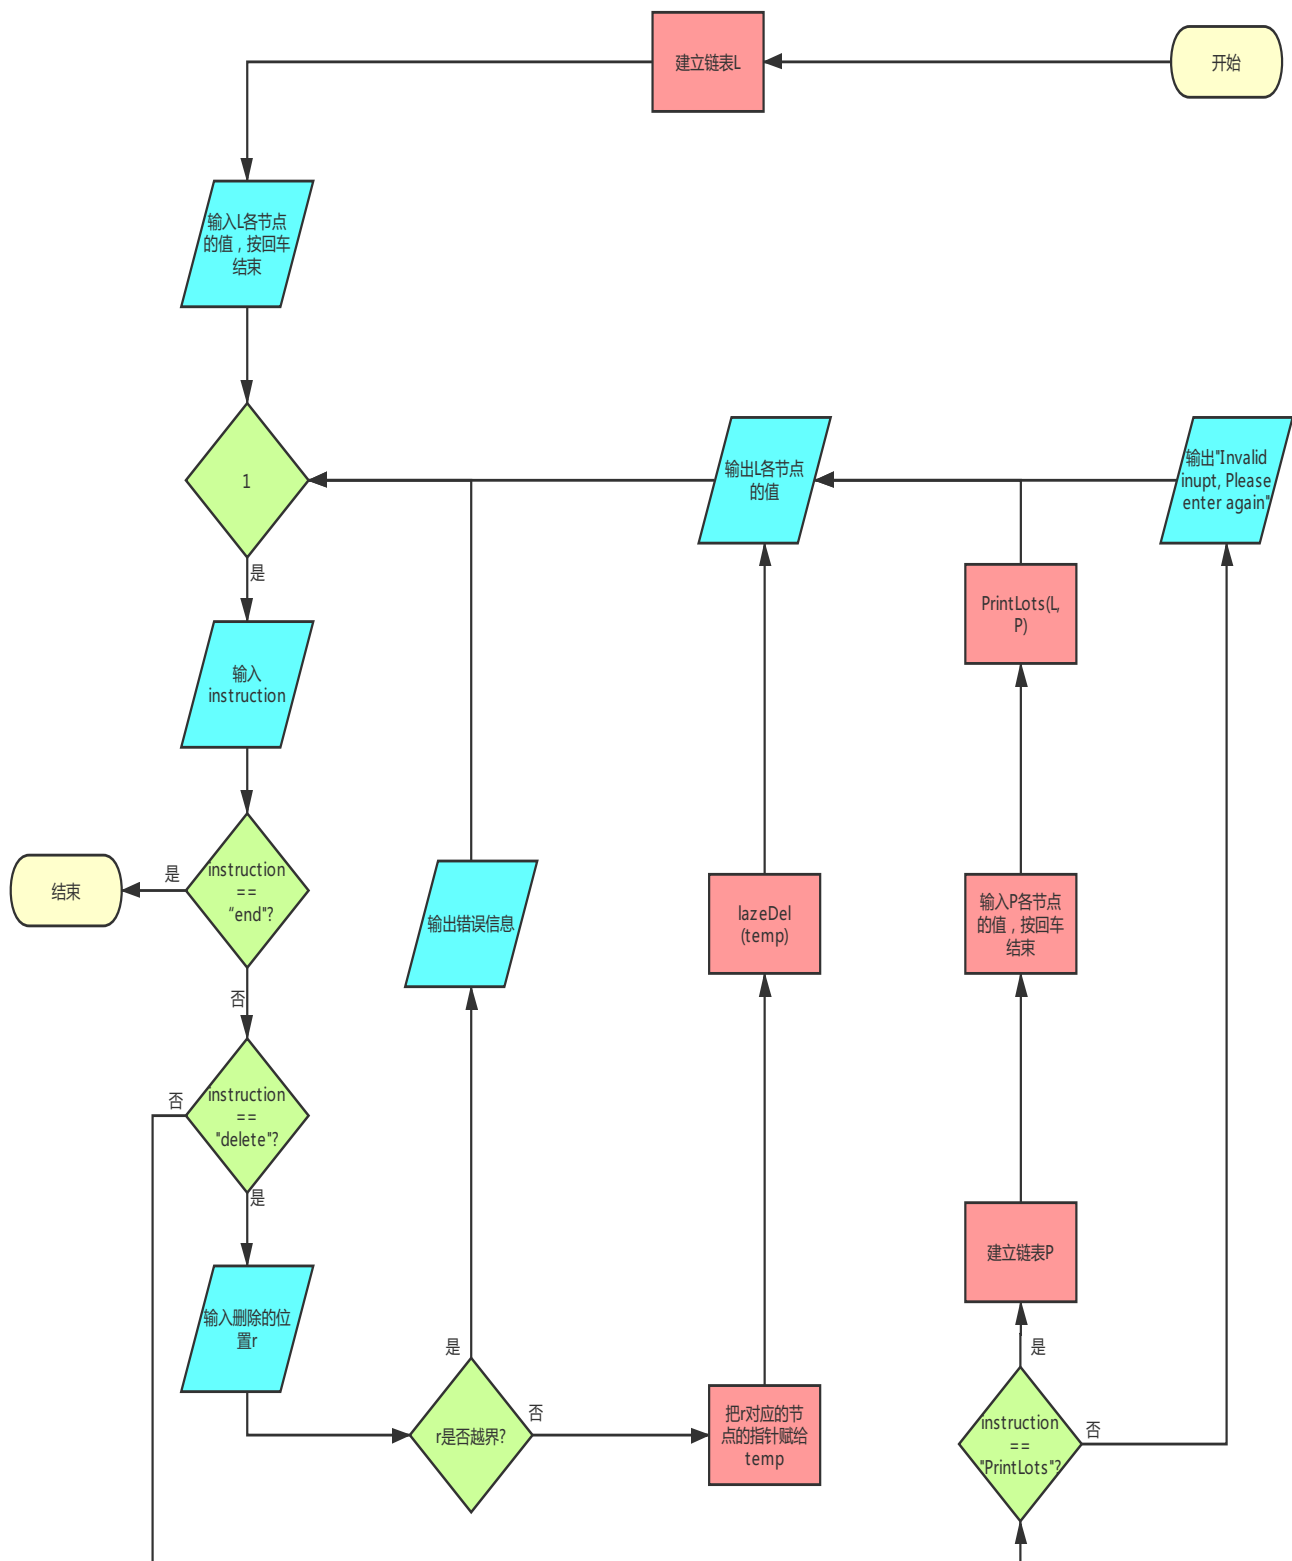 建立链表L
开始
输入L各节点
的值，按回车
结束
1
输出L各节点
的值
输出"Invalid
inupt, Please
enter again"
是
PrintLots(L,
P)
输入
instruction
instruction
==
“end"?
是
结束
否
输出错误信息
lazeDel
(temp)
输入P各节点
的值，按回车
结束
instruction
==
"delete"?
否
是
建立链表P
输入删除的位
置r
是
r是否越界?
否
把r对应的节
点的指针赋给
temp
是
instruction
==
"PrintLots"?
否